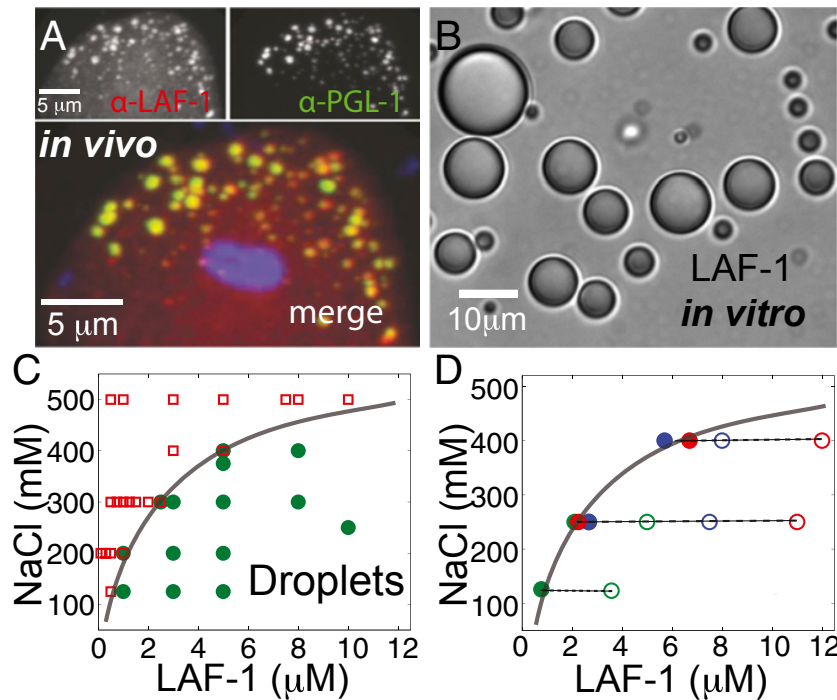 A
5 μm
α-LAF-1
α-PGL-1
in vivo
5 μm
merge
B
LAF-1
10μm
in vitro
C
500
400
300
200
100
NaCl (mM)
Droplets
0 2 4 6 8 10 12
LAF-1 (μM)
D
500
400
300
200
100
NaCl (mM)
0 2 4 6 8 10 12
LAF-1 (μM)